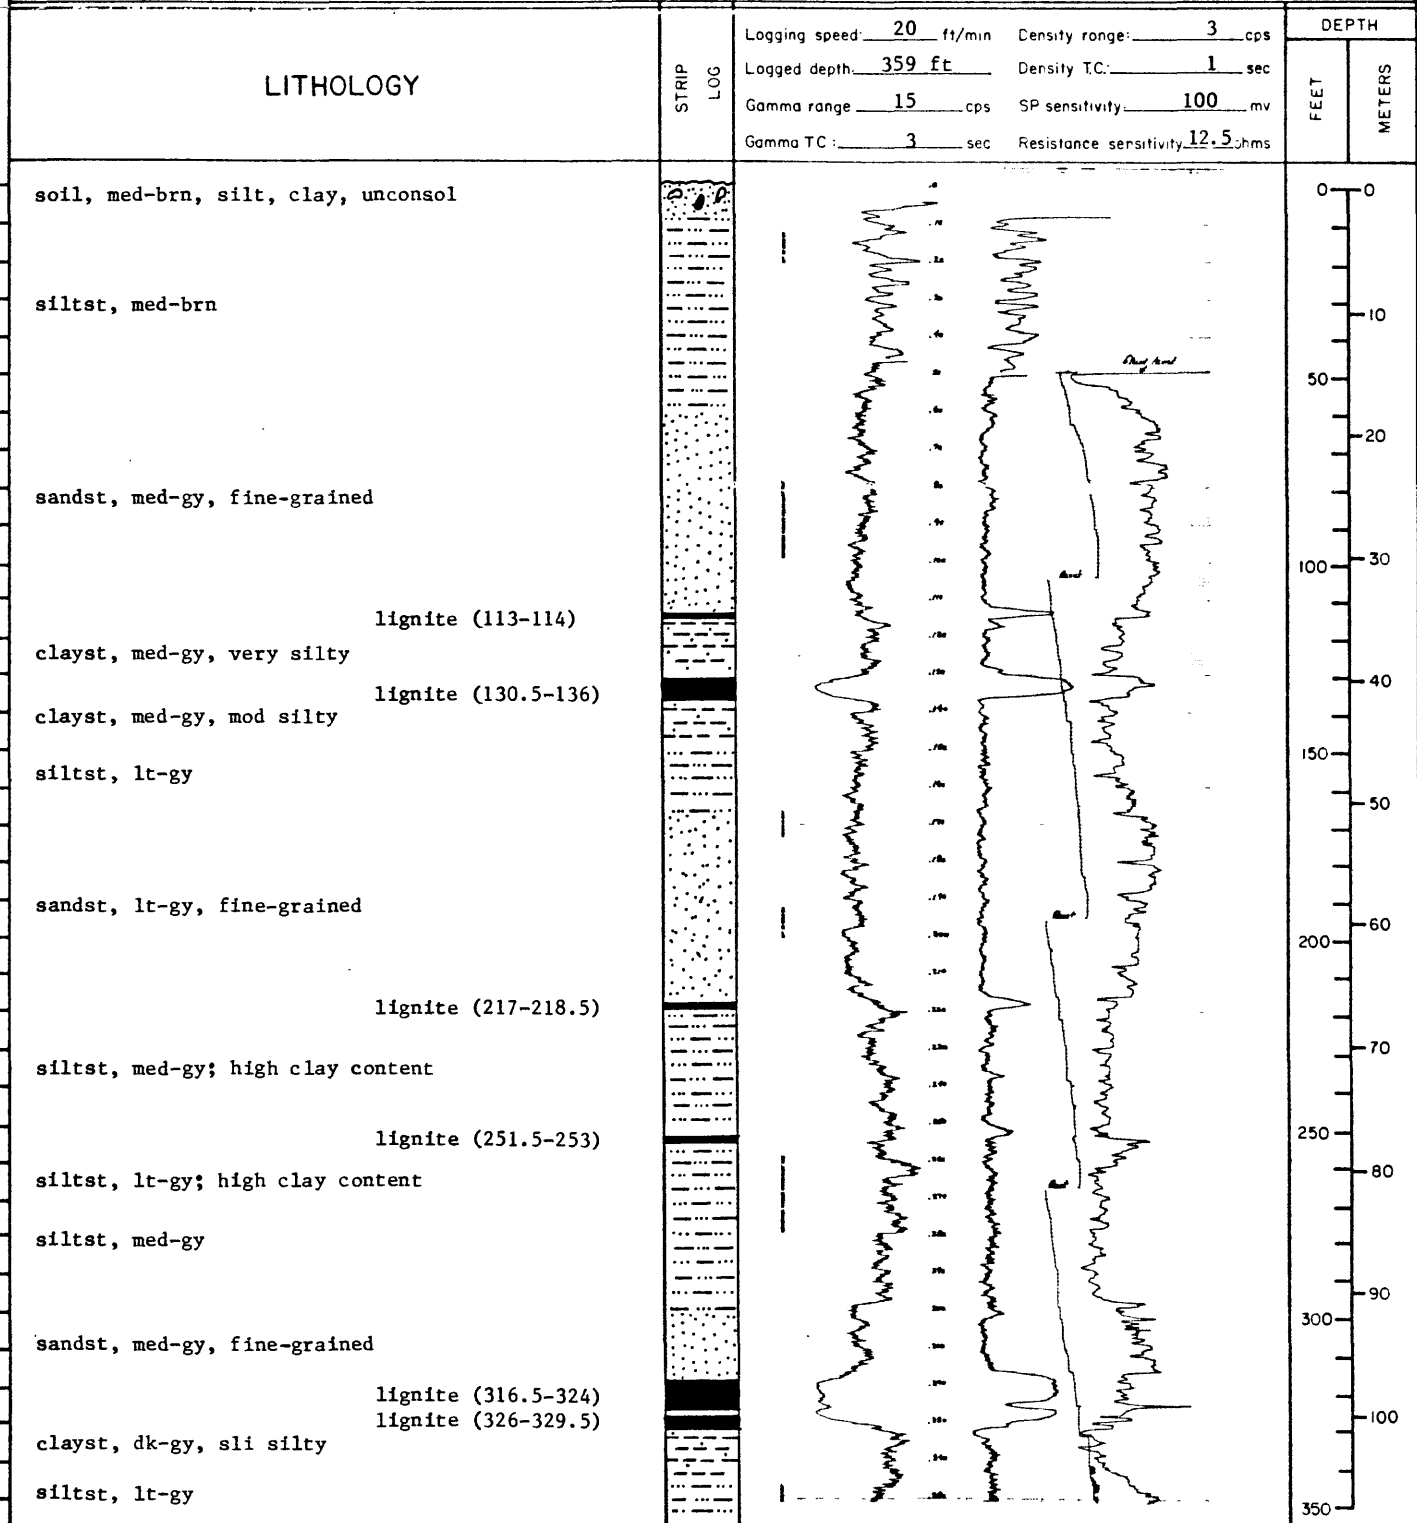 LITHOLOGY
STRIP LOG
Logging speed: 20 ft/min Density range: 3 cps
Logged depth: 359 ft Density T.C.: 1 sec
Gamma range 15 cps SP sensitivity: 100 mv
Gamma TC: 3 sec Resistance sensitivity 12.5 ohms
DEPTH
FEET METERS
soil, med-brn, silt, clay, unconsol
0 0
siltst, med-brn
10
50
20
sandst, med-gy, fine-grained
100 30
lignite (113-114)
clayst, med-gy, very silty
lignite (130.5-136)
40
clayst, med-gy, mod silty
150
siltst, lt-gy
50
sandst, lt-gy, fine-grained
60
200
lignite (217-218.5)
70
siltst, med-gy; high clay content
250
lignite (251.5-253)
80
siltst, lt-gy; high clay content
siltst, med-gy
90
300
sandst, med-gy, fine-grained
lignite (316.5-324)
lignite (326-329.5)
100
clayst, dk-gy, sli silty
siltst, lt-gy
350